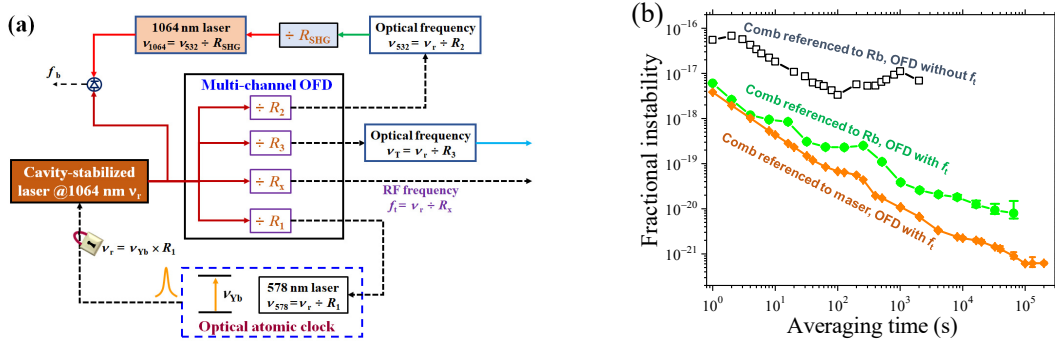 (a)
1064 nm laser
ν1064 = ν532 ÷ RSHG
÷ RSHG
Optical frequency
ν532 = νr ÷ R2
fb
Multi-channel OFD
÷ R2
÷ R3
÷ Rx
÷ R1
Optical frequency
νT = νr ÷ R3
Cavity-stabilized
laser @1064 nm νr
RF frequency
ft = νr ÷ Rx
νr = νYb × R1
νYb
578 nm laser
ν578 = νr ÷ R1
Optical atomic clock
(b)
Fractional instability
10⁻¹⁶
10⁻¹⁷
10⁻¹⁸
10⁻¹⁹
10⁻²⁰
10⁻²¹
Comb referenced to Rb, OFD without ft
Comb referenced to Rb, OFD with ft
Comb referenced to maser, OFD with ft
10⁰ 10¹ 10² 10³ 10⁴ 10⁵
Averaging time (s)